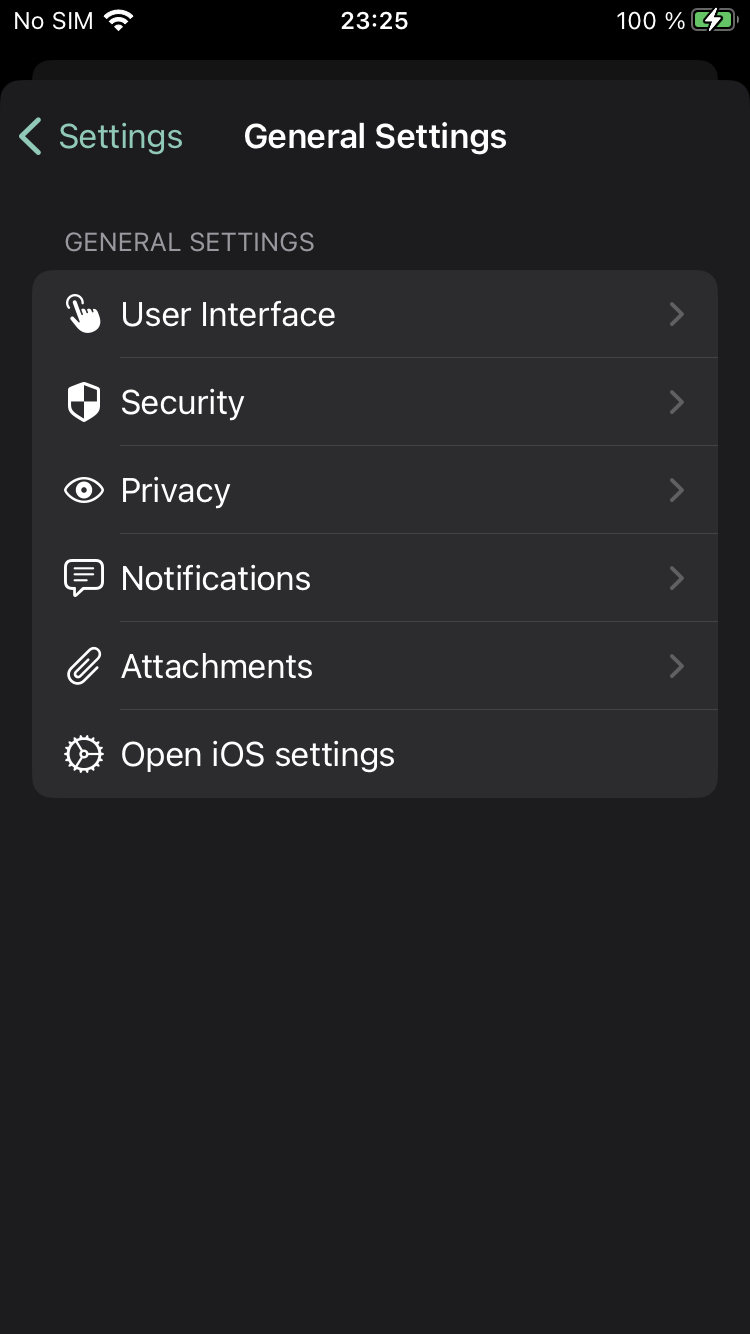 No SIM 23:25 100 %
Settings General Settings
GENERAL SETTINGS
User Interface
Security
Privacy
Notifications
Attachments
Open iOS settings